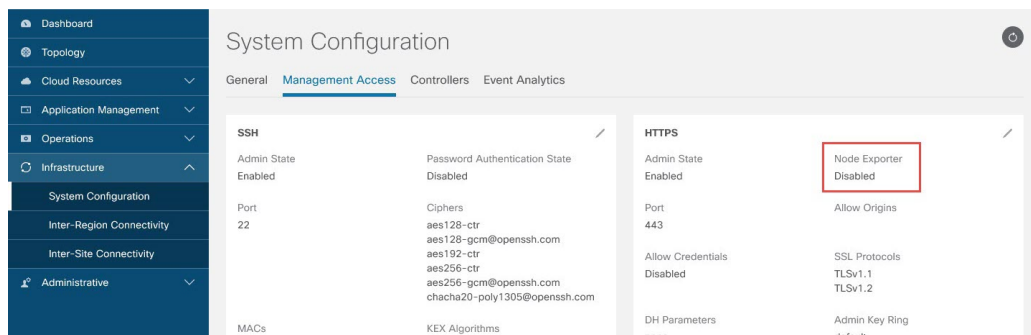 Dashboard
Topology
Cloud Resources
Application Management
Operations
Infrastructure
System Configuration
Inter-Region Connectivity
Inter-Site Connectivity
Administrative
System Configuration
General Management Access Controllers Event Analytics
SSH
Admin State
Enabled
Password Authentication State
Disabled
Port
22
Ciphers
aes128-ctr
aes128-gcm@openssh.com
aes192-ctr
aes256-ctr
aes256-gcm@openssh.com
chacha20-poly1305@openssh.com
MACs
KEX Algorithms
HTTPS
Admin State
Enabled
Node Exporter
Disabled
Port
443
Allow Origins
Allow Credentials
Disabled
SSL Protocols
TLSv1.1
TLSv1.2
DH Parameters
Admin Key Ring